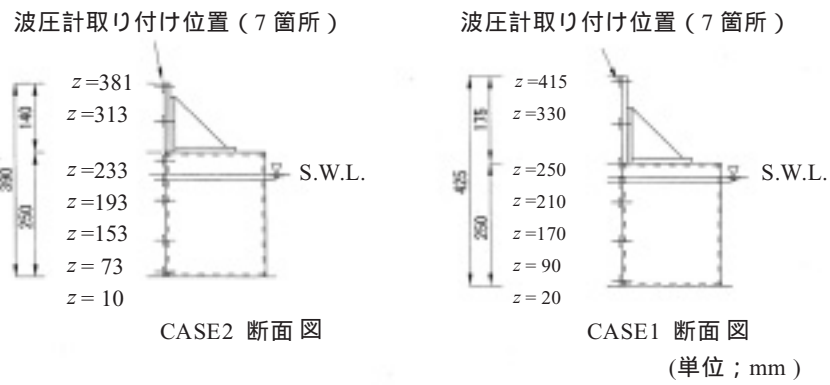 波圧計取り付け位置（7 箇所）
z=381
z=313
z=233
z=193
z=153
z= 73
z= 10
140
250
390
S.W.L.
CASE2 断面図
波圧計取り付け位置（7 箇所）
z=415
z=330
z=250
z=210
z=170
z=90
z=20
175
250
425
S.W.L.
CASE1 断面図
(単位；mm )